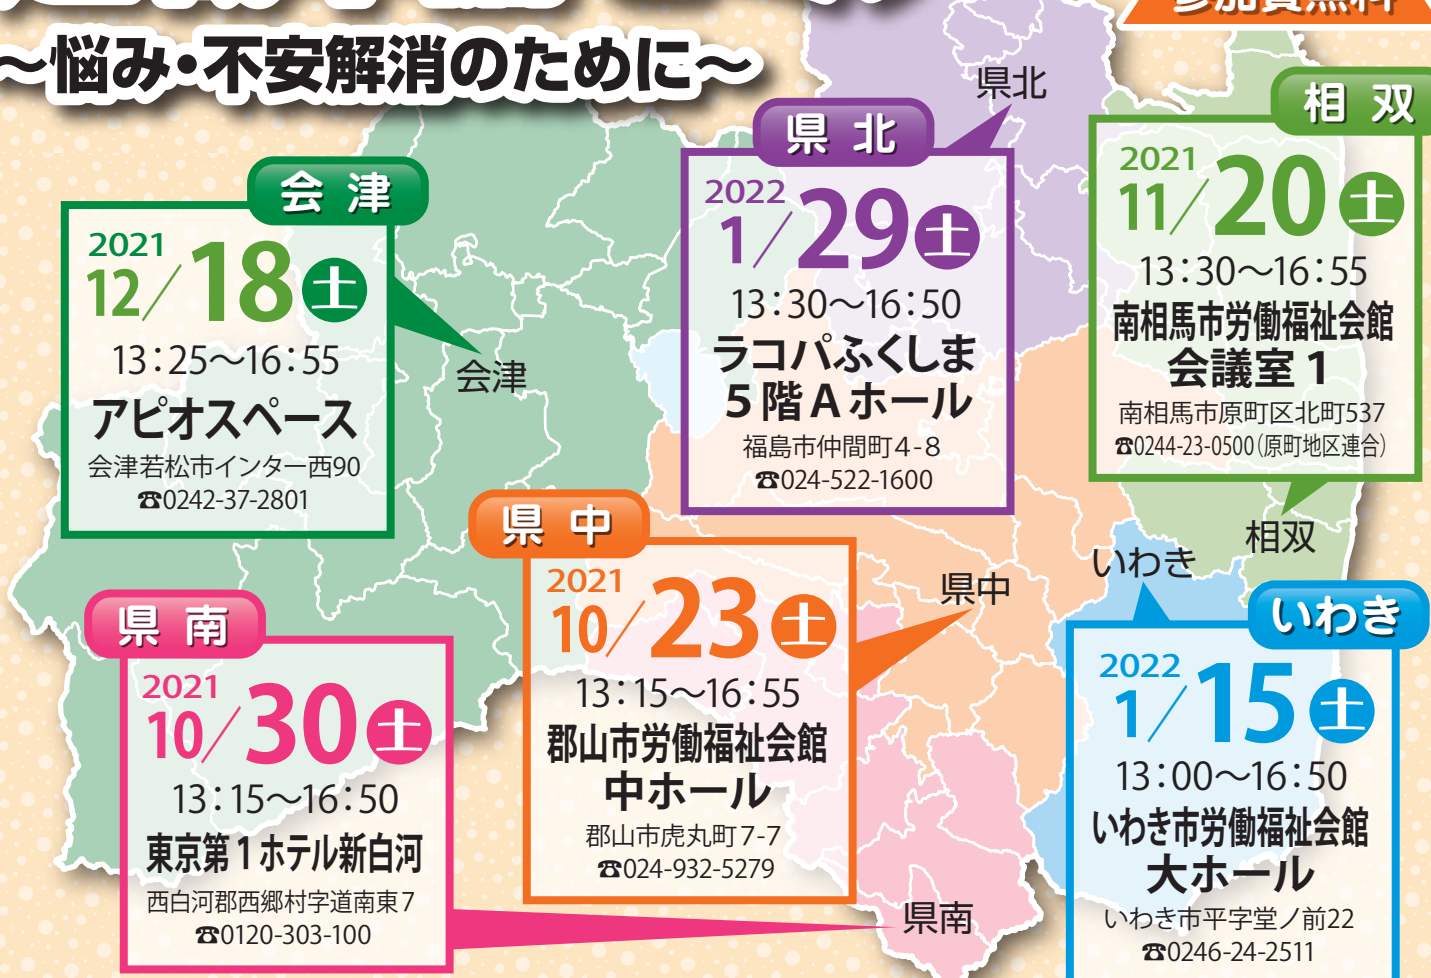 参加費無料
～悩み・不安解消のために～
県北
会津
2021
12/18土
13:25～16:55
アピオスペース
会津若松市インター西90
☎0242-37-2801
会津
県北
2022
1/29土
13:30～16:50
ラコパふくしま
5階Aホール
福島市仲間町4-8
☎024-522-1600
相双
2021
11/20土
13:30～16:55
南相馬市労働福祉会館
会議室1
南相馬市原町区北町537
☎0244-23-0500(原町地区連合)
相双
県中
2021
10/23土
13:15～16:55
郡山市労働福祉会館
中ホール
郡山市虎丸町7-7
☎024-932-5279
県中
県南
2021
10/30土
13:15～16:50
東京第1ホテル新白河
西白河郡西郷村字道南東7
☎0120-303-100
県南
いわき
いわき
2022
1/15土
13:00～16:50
いわき市労働福祉会館
大ホール
いわき市平字堂ノ前22
☎0246-24-2511